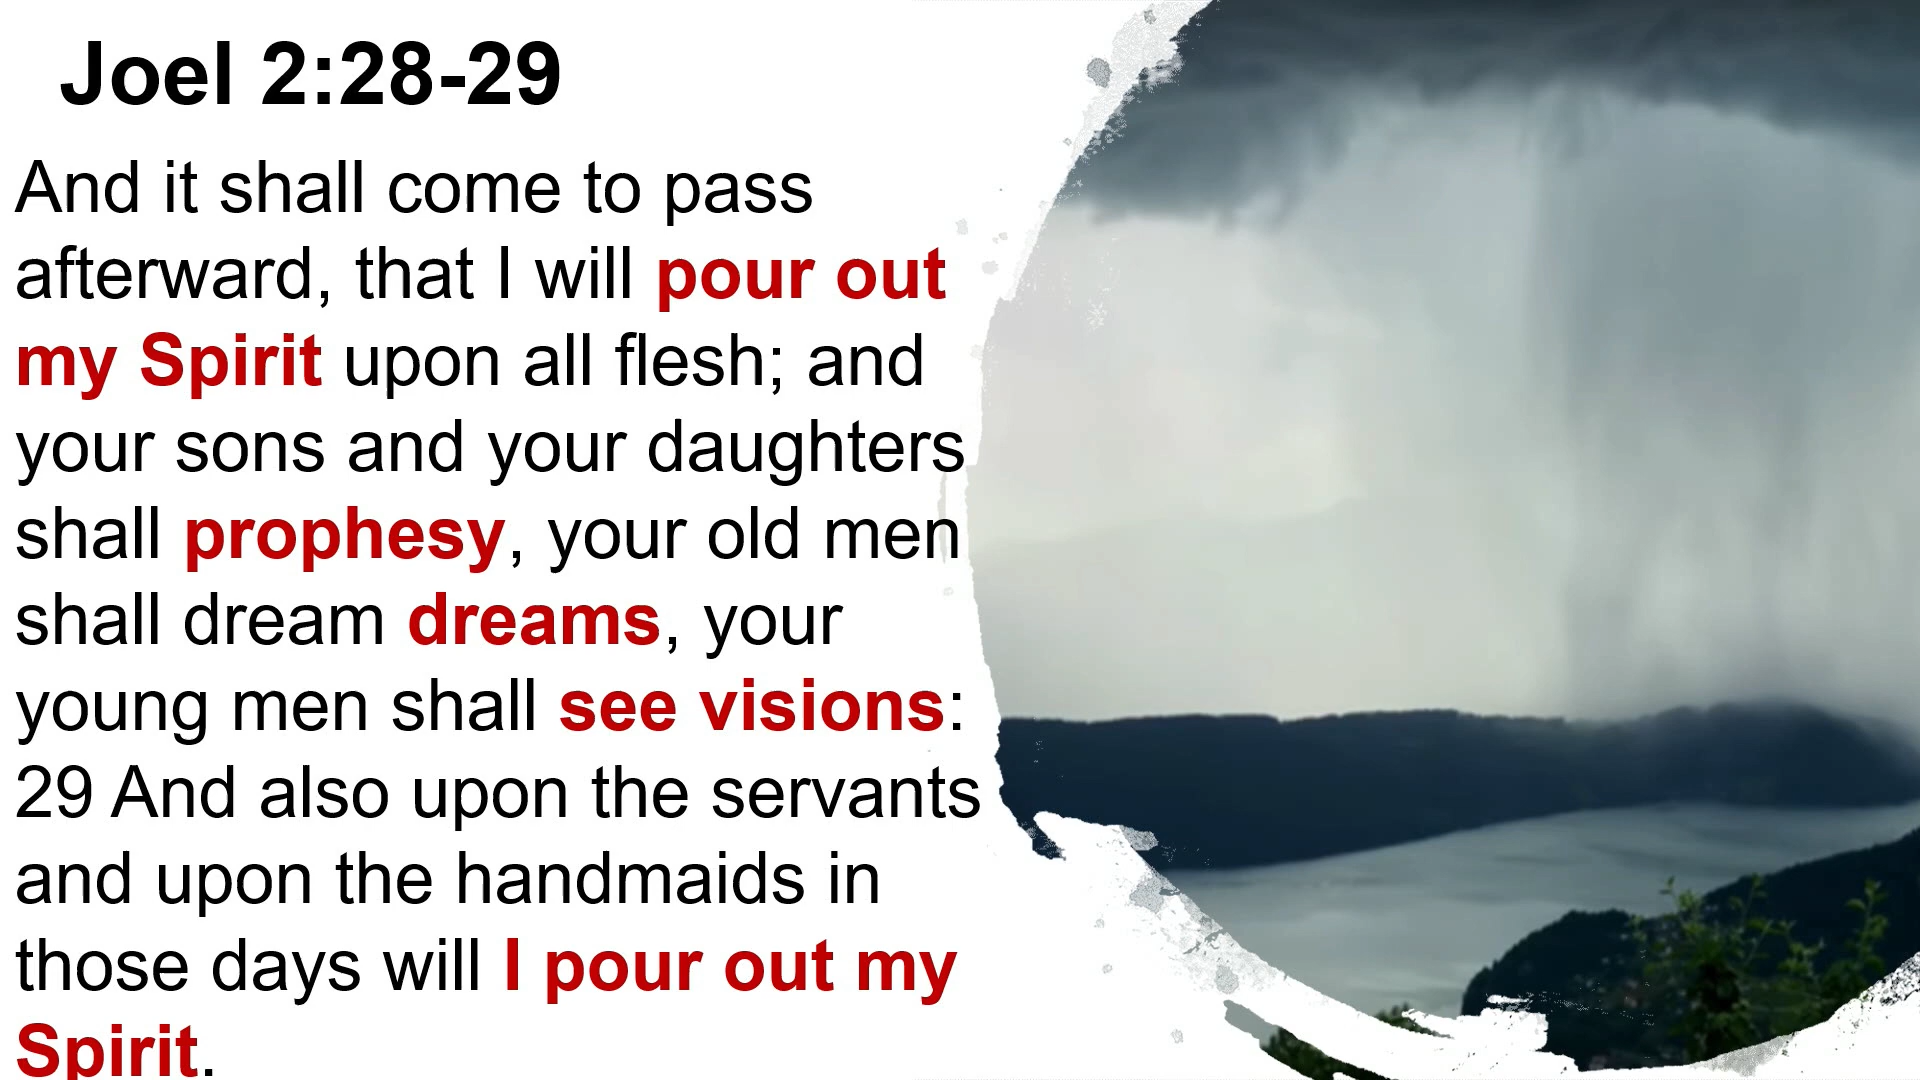 Joel 2:28-29
And it shall come to pass
afterward, that I will pour out
my Spirit upon all flesh; and
your sons and your daughters
shall prophesy, your old men
shall dream dreams, your
young men shall see visions:
29 And also upon the servants
and upon the handmaids in
those days will I pour out my
Spirit.